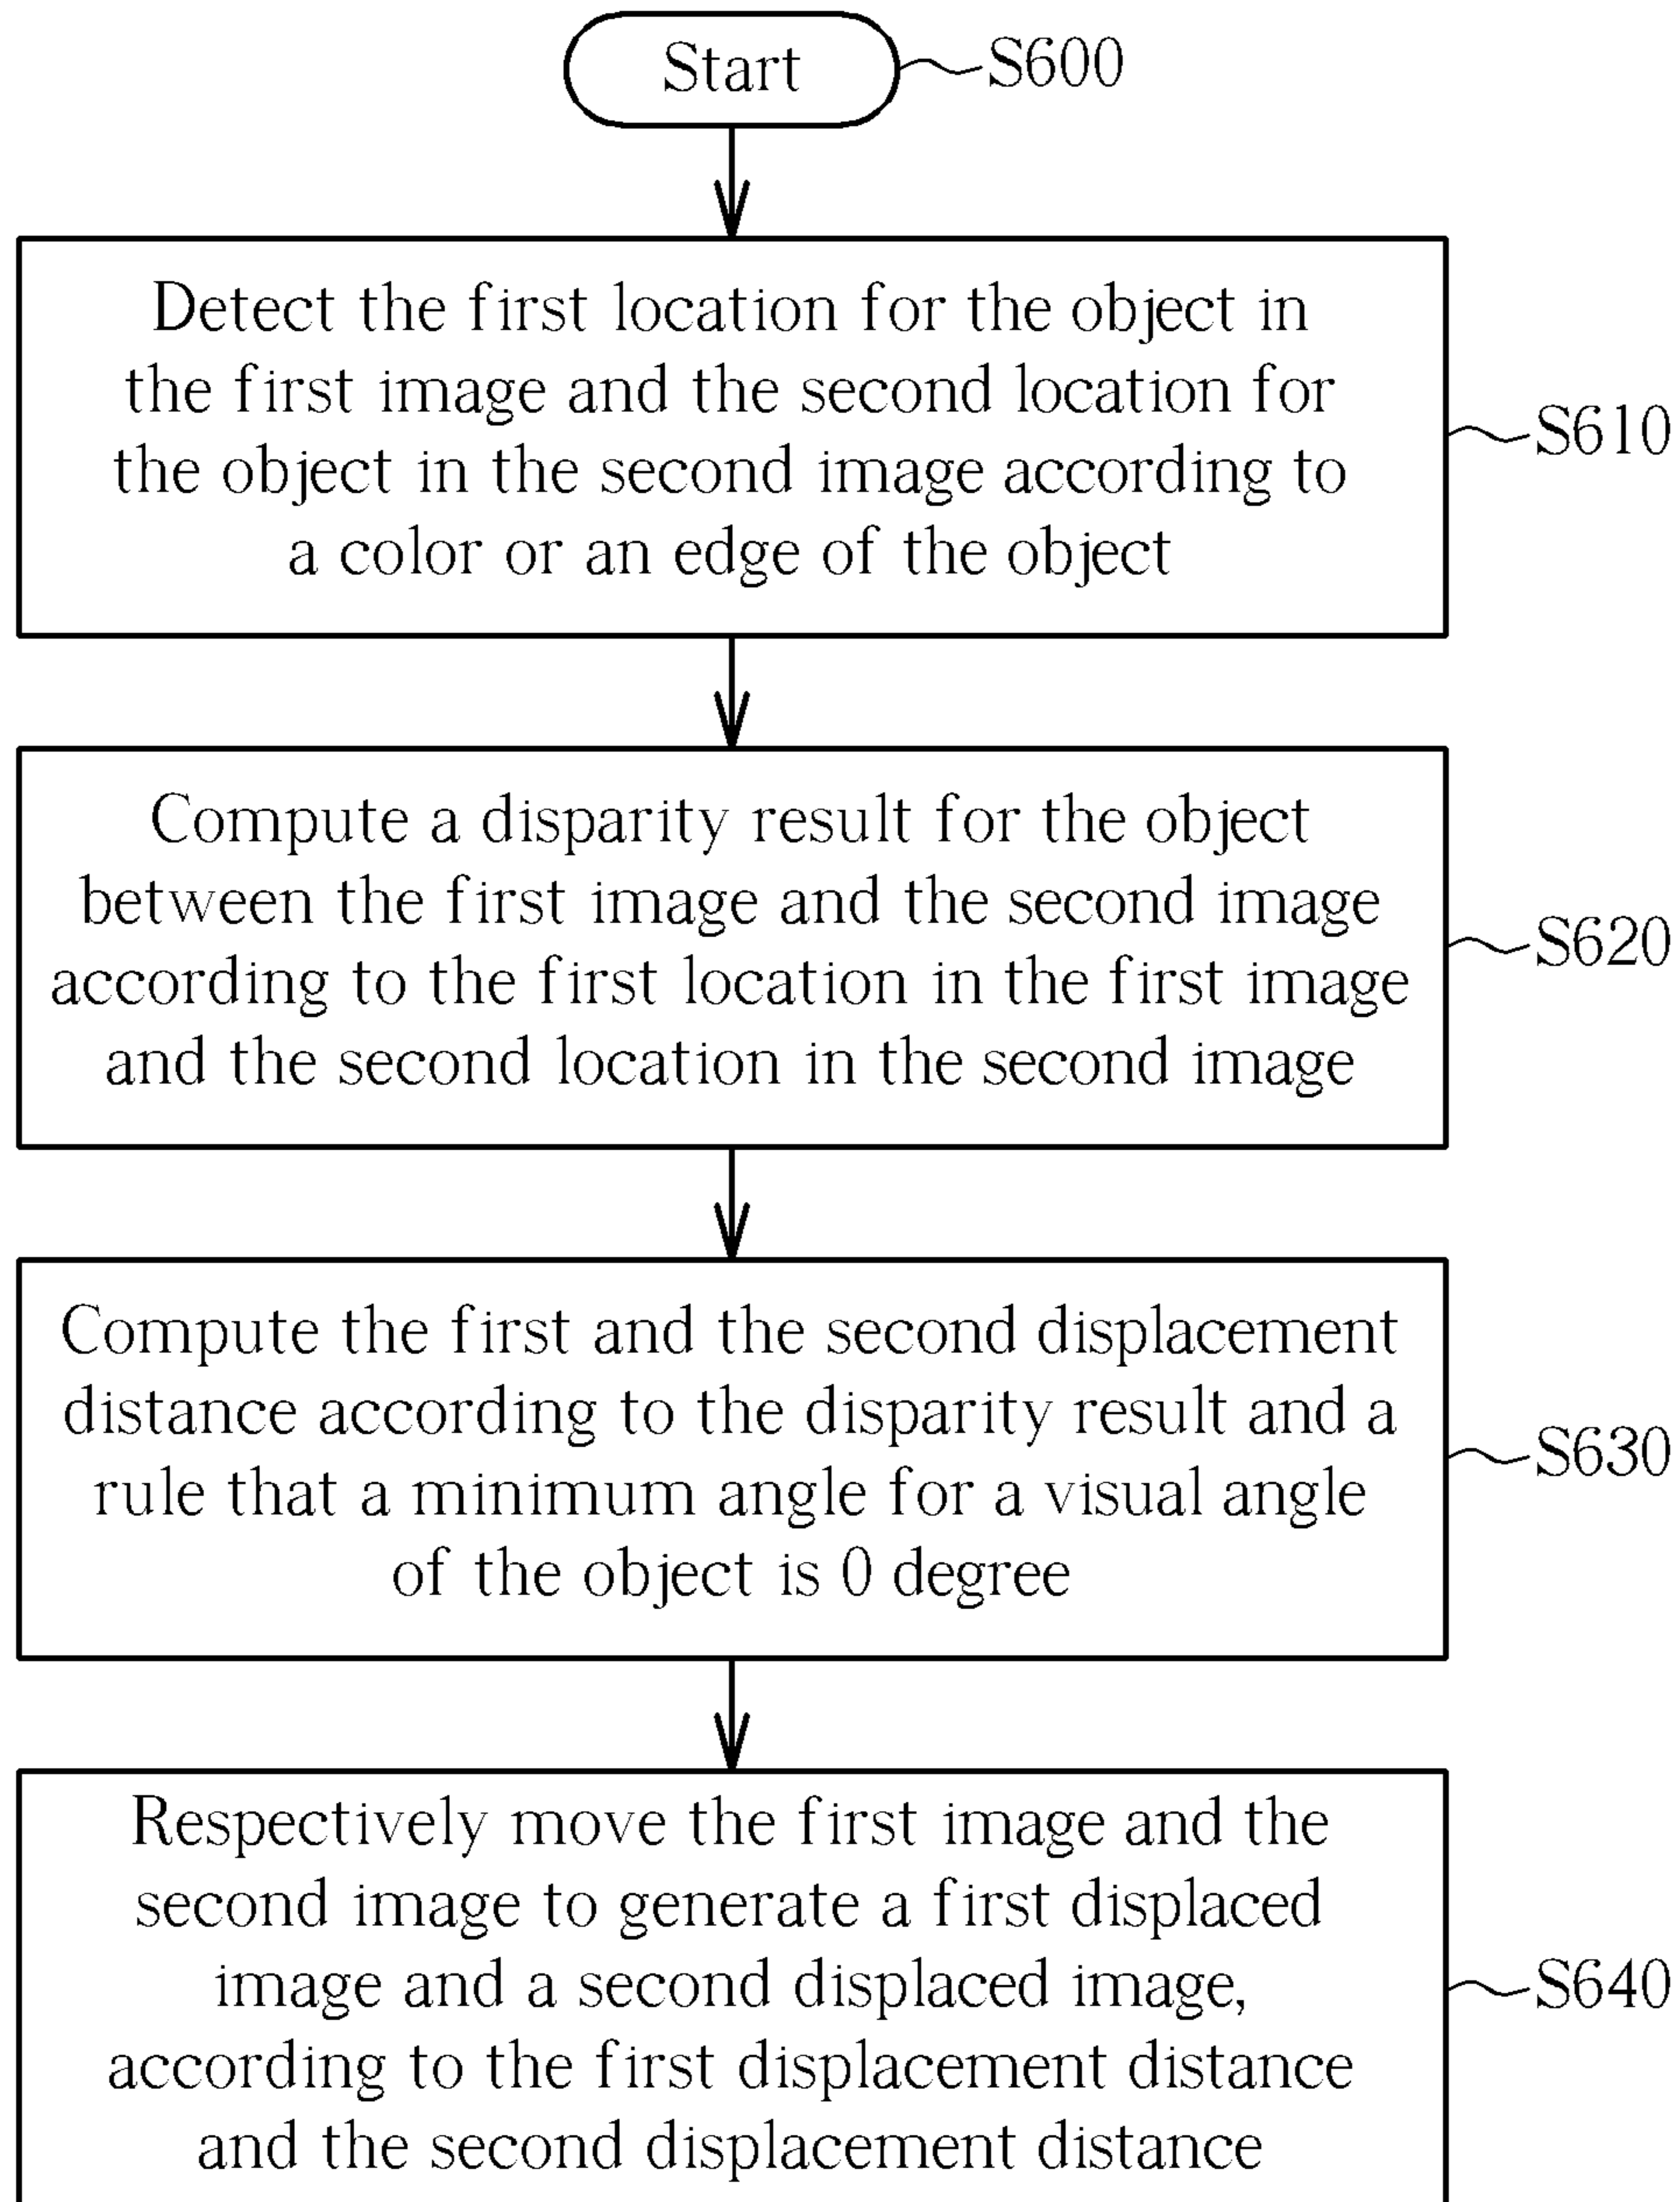 Start
S600
Detect the first location for the object in
the first image and the second location for
the object in the second image according to
a color or an edge of the object
S610
Compute a disparity result for the object
between the first image and the second image
according to the first location in the first image
and the second location in the second image
S620
Compute the first and the second displacement
distance according to the disparity result and a
rule that a minimum angle for a visual angle
of the object is 0 degree
S630
Respectively move the first image and the
second image to generate a first displaced
image and a second displaced image,
according to the first displacement distance
and the second displacement distance
S640